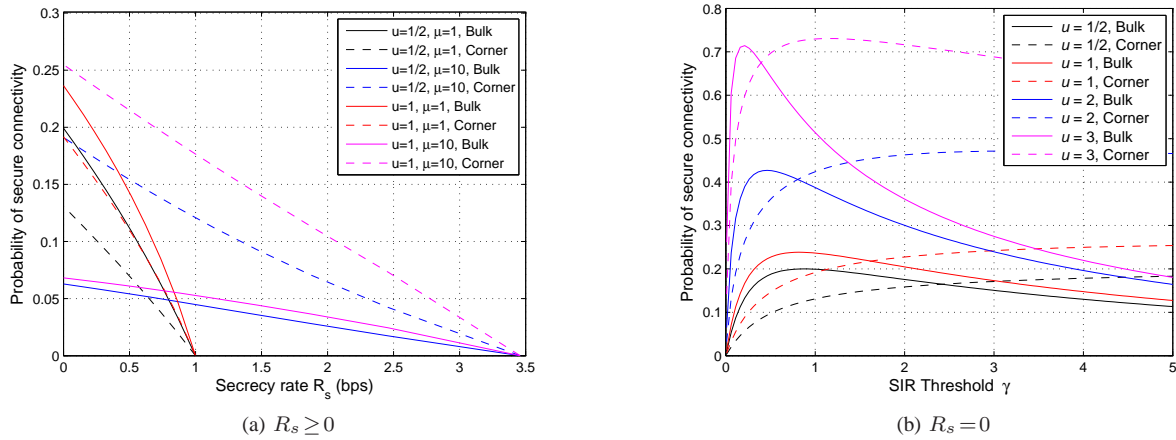 0.3
0.25
0.2
0.15
0.1
0.05
0
0
0.5
1
1.5
2
2.5
3
3.5
Secrecy rate R_s (bps)
Probability of secure connectivity
u=1/2, μ=1, Bulk
u=1/2, μ=1, Corner
u=1/2, μ=10, Bulk
u=1/2, μ=10, Corner
u=1, μ=1, Bulk
u=1, μ=1, Corner
u=1, μ=10, Bulk
u=1, μ=10, Corner
(a) R_s ≥ 0
0.8
0.7
0.6
0.5
0.4
0.3
0.2
0.1
0
0
1
2
3
4
5
SIR Threshold γ
Probability of secure connectivity
u = 1/2, Bulk
u = 1/2, Corner
u = 1, Bulk
u = 1, Corner
u = 2, Bulk
u = 2, Corner
u = 3, Bulk
u = 3, Corner
(b) R_s = 0